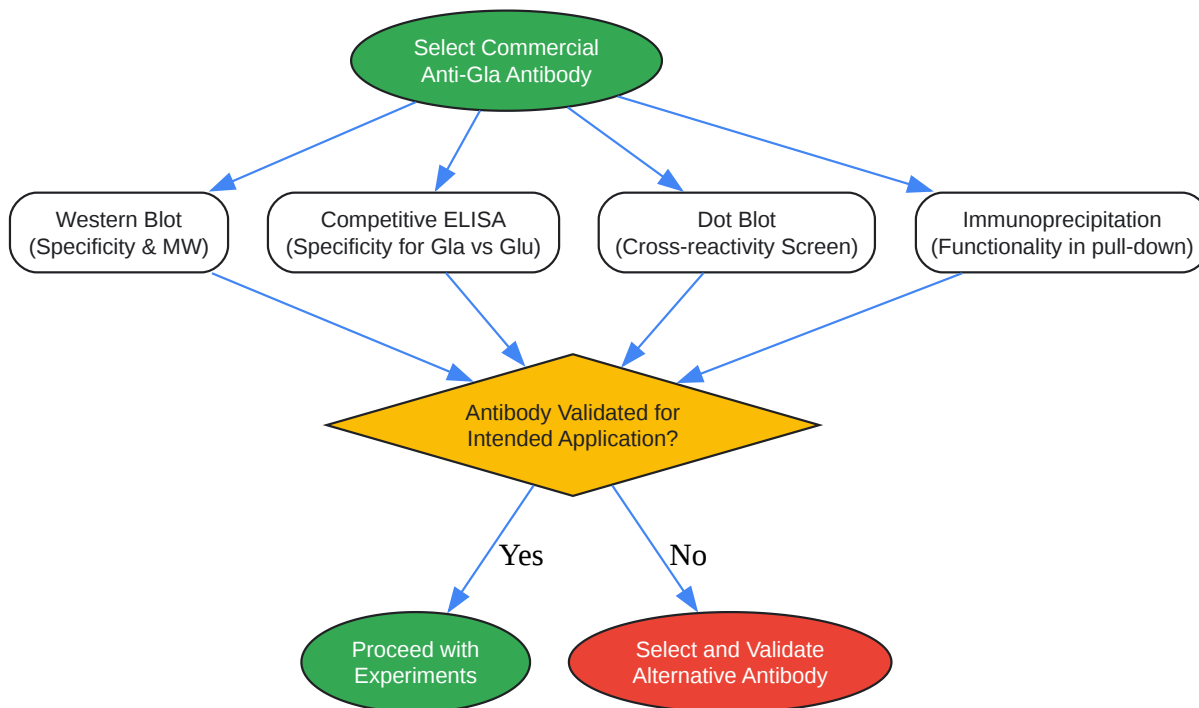 Select Commercial
Anti-Gla Antibody
Western Blot
(Specificity & MW)
Competitive ELISA
(Specificity for Gla vs Glu)
Dot Blot
(Cross-reactivity Screen)
Immunoprecipitation
(Functionality in pull-down)
Antibody Validated for
Intended Application?
Yes
No
Proceed with
Experiments
Select and Validate
Alternative Antibody